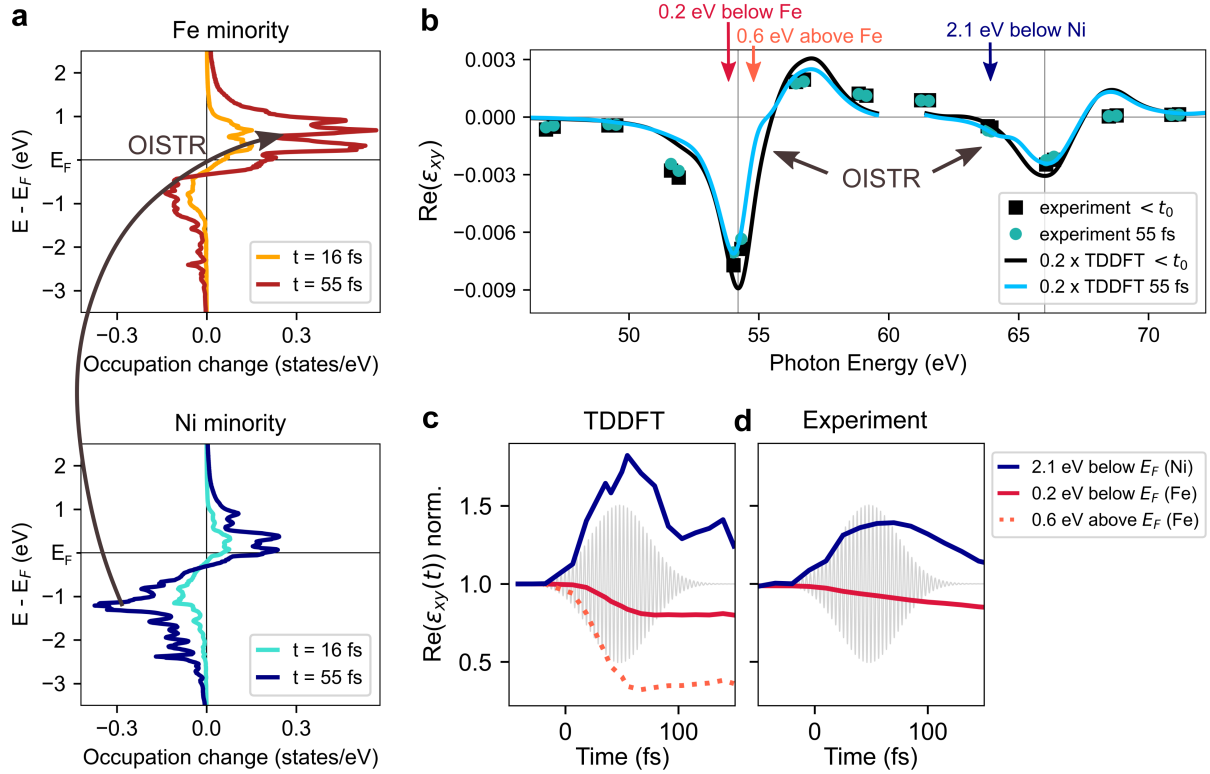 a
Fe minority
2
1
E_F
−1
−2
−3
E - E_F (eV)
OISTR
t = 16 fs
t = 55 fs
−0.3
0.0
0.3
Occupation change (states/eV)
Ni minority
2
1
E_F
−1
−2
−3
E - E_F (eV)
t = 16 fs
t = 55 fs
−0.3
0.0
0.3
Occupation change (states/eV)
b
0.2 eV below Fe
0.6 eV above Fe
2.1 eV below Ni
0.003
0.000
−0.003
−0.006
−0.009
Re(ε_xy)
OISTR
experiment < t_0
experiment 55 fs
0.2 x TDDFT < t_0
0.2 x TDDFT 55 fs
50
55
60
65
70
Photon Energy (eV)
c
TDDFT
1.5
1.0
0.5
Re(ε_xy(t)) norm.
0
100
Time (fs)
d
Experiment
0
100
Time (fs)
2.1 eV below E_F (Ni)
0.2 eV below E_F (Fe)
0.6 eV above E_F (Fe)